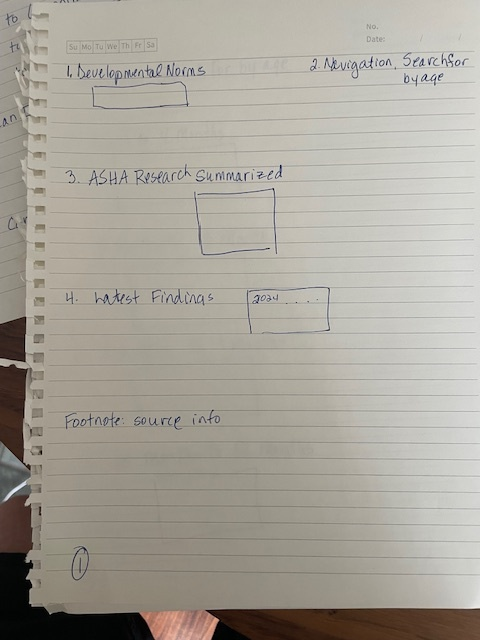 No.
Date:
Su Mo Tu We Th Fr Sa
1. Developmental Norms
2. Navigation, Search for
by age
3. ASHA Research Summarized
4. Latest Findings
2024 . . . .
Footnote: source info
1